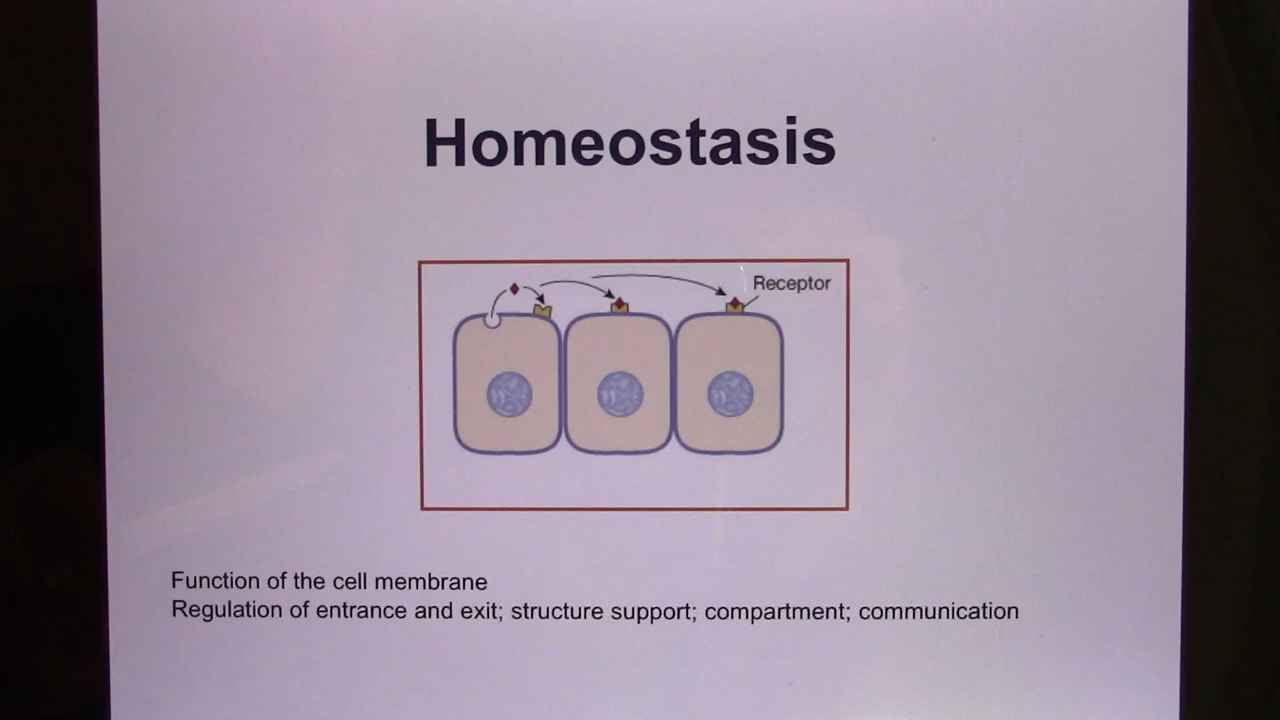 Homeostasis
Receptor
Function of the cell membrane
Regulation of entrance and exit; structure support; compartment; communication